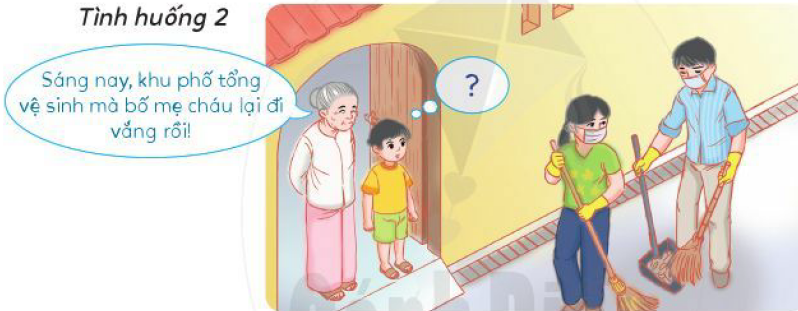 Tình huống 2
Sáng nay, khu phố tổng
vệ sinh mà bố mẹ cháu lại đi
vắng rồi!
?